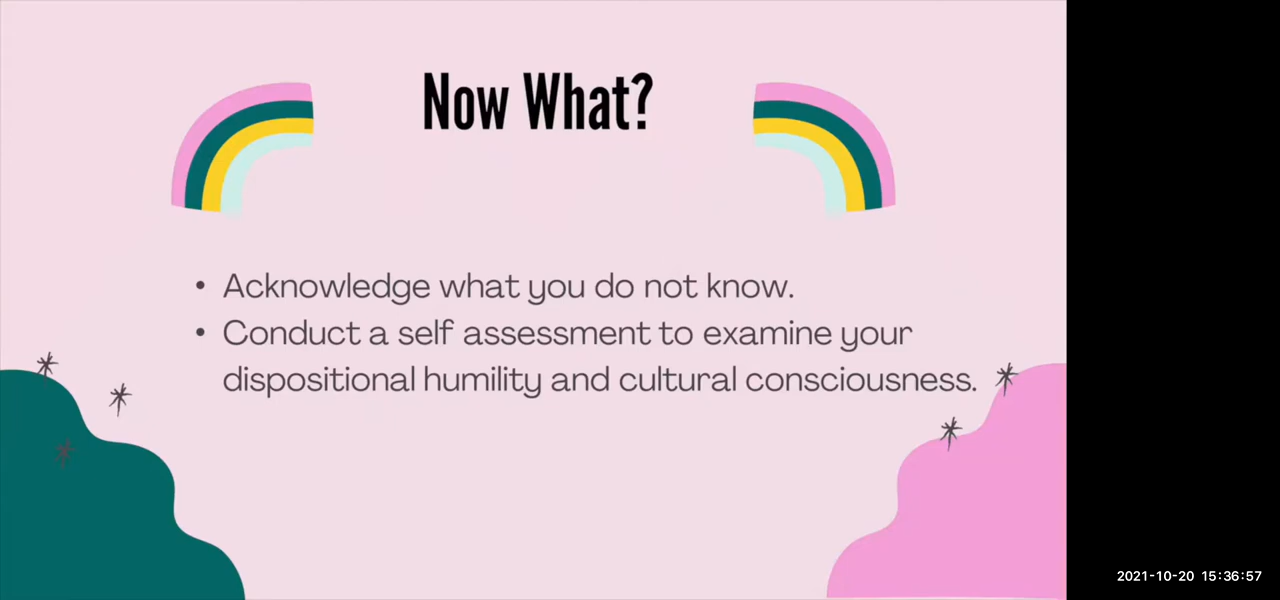 Now What?
• Acknowledge what you do not know.
• Conduct a self assessment to examine your
dispositional humility and cultural consciousness.
2021-10-20 15:36:57